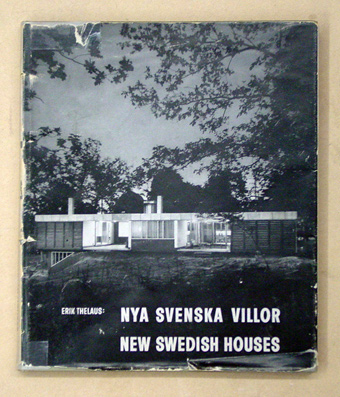 ERIK THELAUS: NYA SVENSKA VILLOR
NEW SWEDISH HOUSES